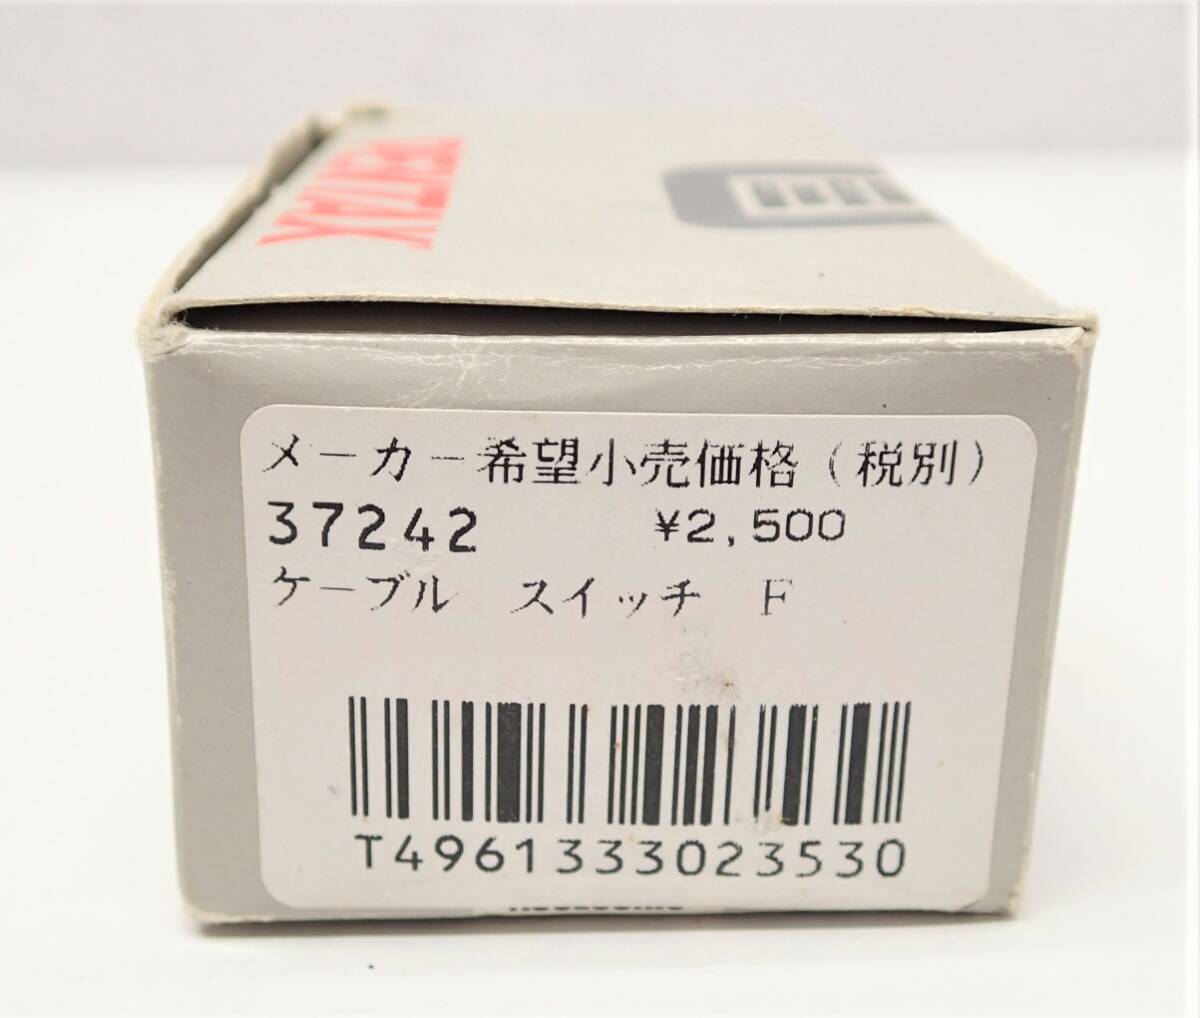 PENTAX
メーカー希望小売価格（税別）
37242 ¥2,500
ケーブル スイッチ F
T4961333023530